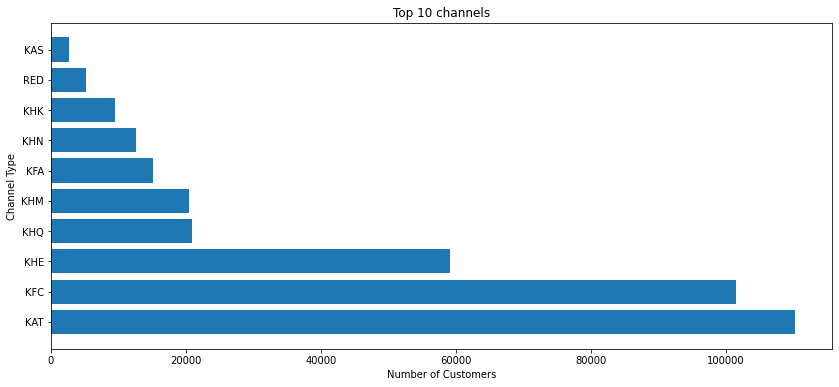 Top 10 channels
Channel Type
KAS
RED
KHK
KHN
KFA
KHM
KHQ
KHE
KFC
KAT
0 20000 40000 60000 80000 100000
Number of Customers